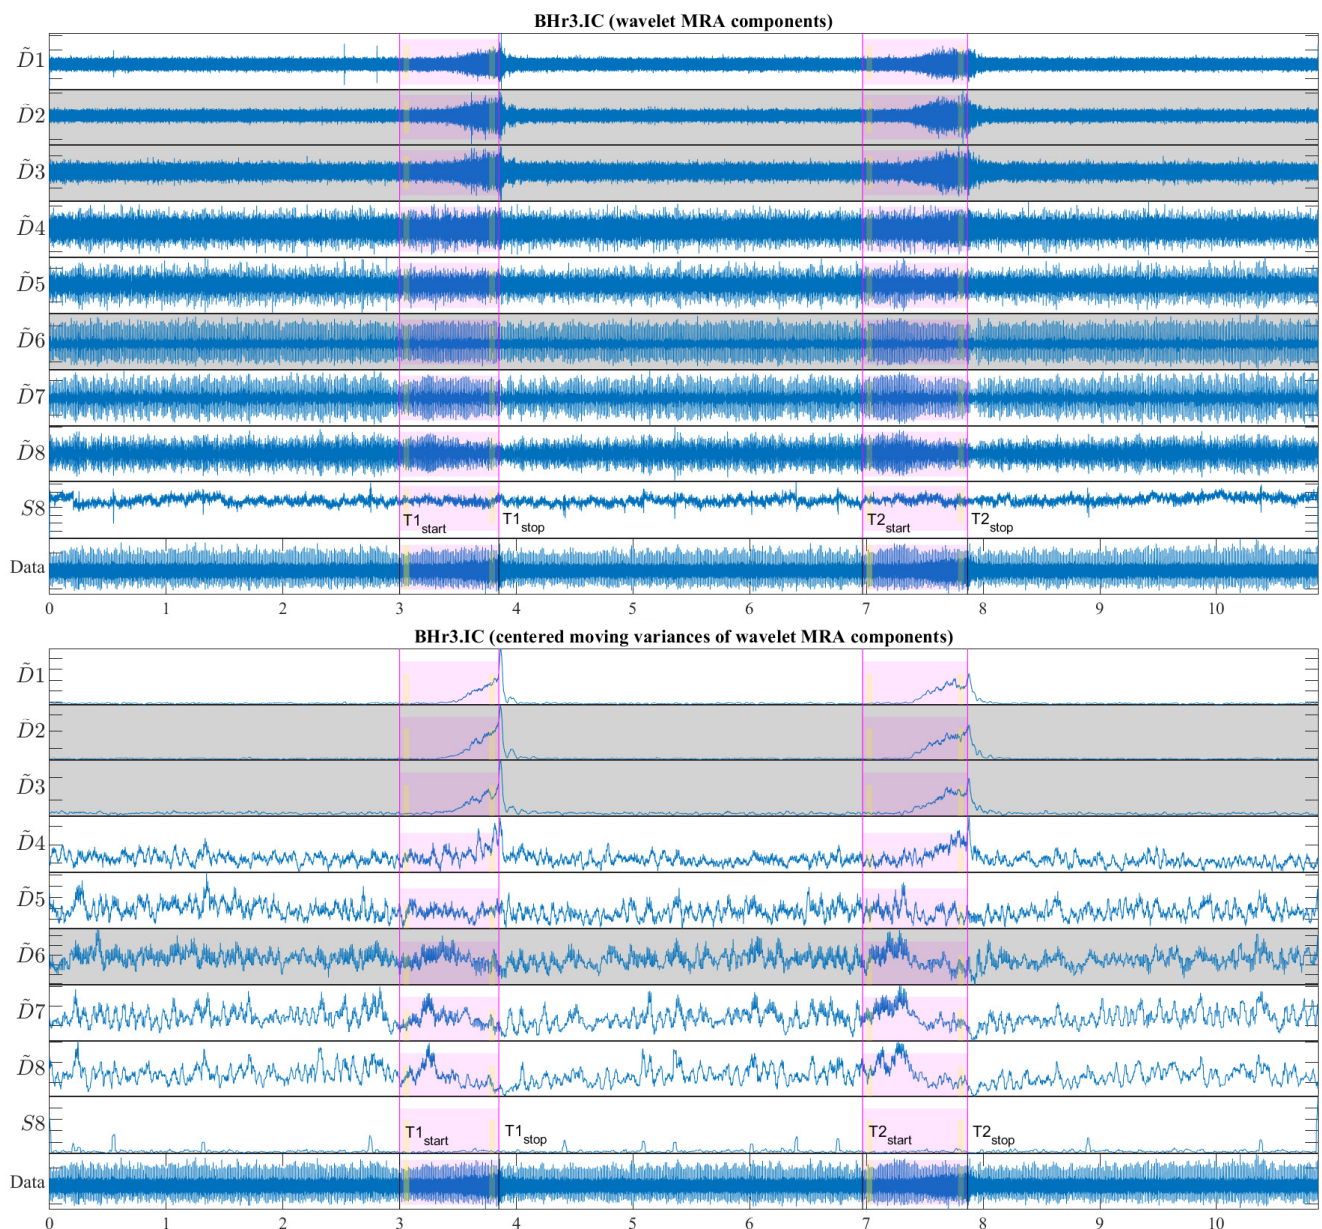 BHr3.IC (wavelet MRA components)
D̃1
D̃2
D̃3
D̃4
D̃5
D̃6
D̃7
D̃8
S8
T1start T1stop T2start T2stop
Data
0 1 2 3 4 5 6 7 8 9 10
BHr3.IC (centered moving variances of wavelet MRA components)
D̃1
D̃2
D̃3
D̃4
D̃5
D̃6
D̃7
D̃8
S8
T1start T1stop T2start T2stop
Data
0 1 2 3 4 5 6 7 8 9 10